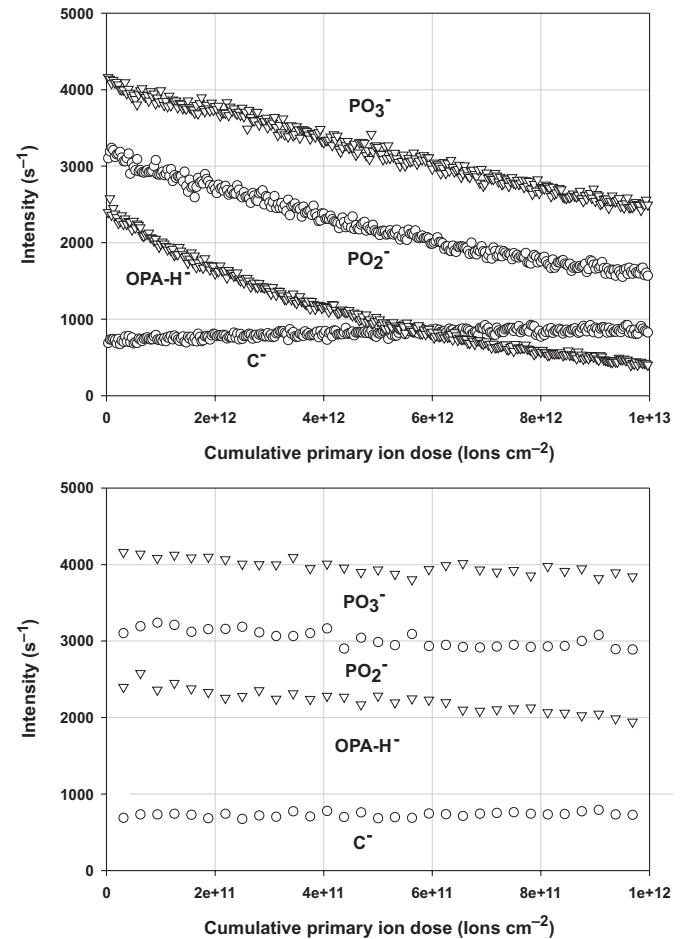 5000
4000
3000
2000
1000
0
Intensity (s⁻¹)
PO₃⁻
PO₂⁻
OPA-H⁻
C⁻
0 2e+12 4e+12 6e+12 8e+12 1e+13
Cumulative primary ion dose (Ions cm⁻²)
5000
4000
3000
2000
1000
0
Intensity (s⁻¹)
PO₃⁻
PO₂⁻
OPA-H⁻
C⁻
0 2e+11 4e+11 6e+11 8e+11 1e+12
Cumulative primary ion dose (Ions cm⁻²)